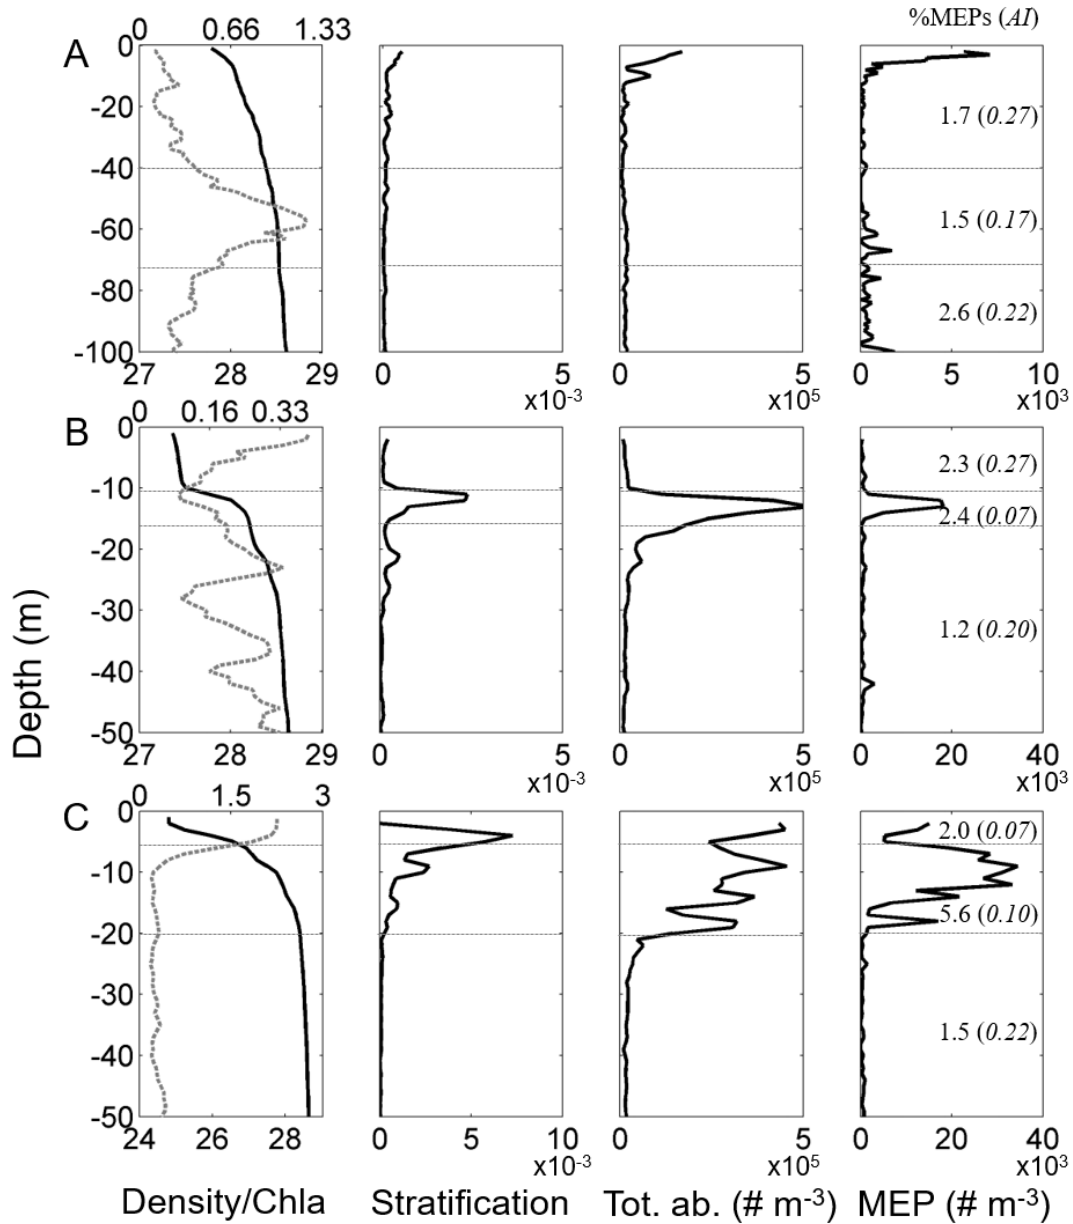 %MEPs (AI)
0 0.66 1.33
A
0
-20
-40
-60
-80
-100
1.7 (0.27)
1.5 (0.17)
2.6 (0.22)
27 28 29
0 5
x10-3
0 5
x105
0 5 10
x103
0 0.16 0.33
B
0
-10
-20
-30
-40
-50
2.3 (0.27)
2.4 (0.07)
1.2 (0.20)
27 28 29
0 5
x10-3
0 5
x105
0 20 40
x103
Depth (m)
0 1.5 3
C
0
-10
-20
-30
-40
-50
2.0 (0.07)
5.6 (0.10)
1.5 (0.22)
24 26 28
0 5 10
x10-3
0 5
x105
0 20 40
x103
Density/Chla Stratification Tot. ab. (# m-3) MEP (# m-3)